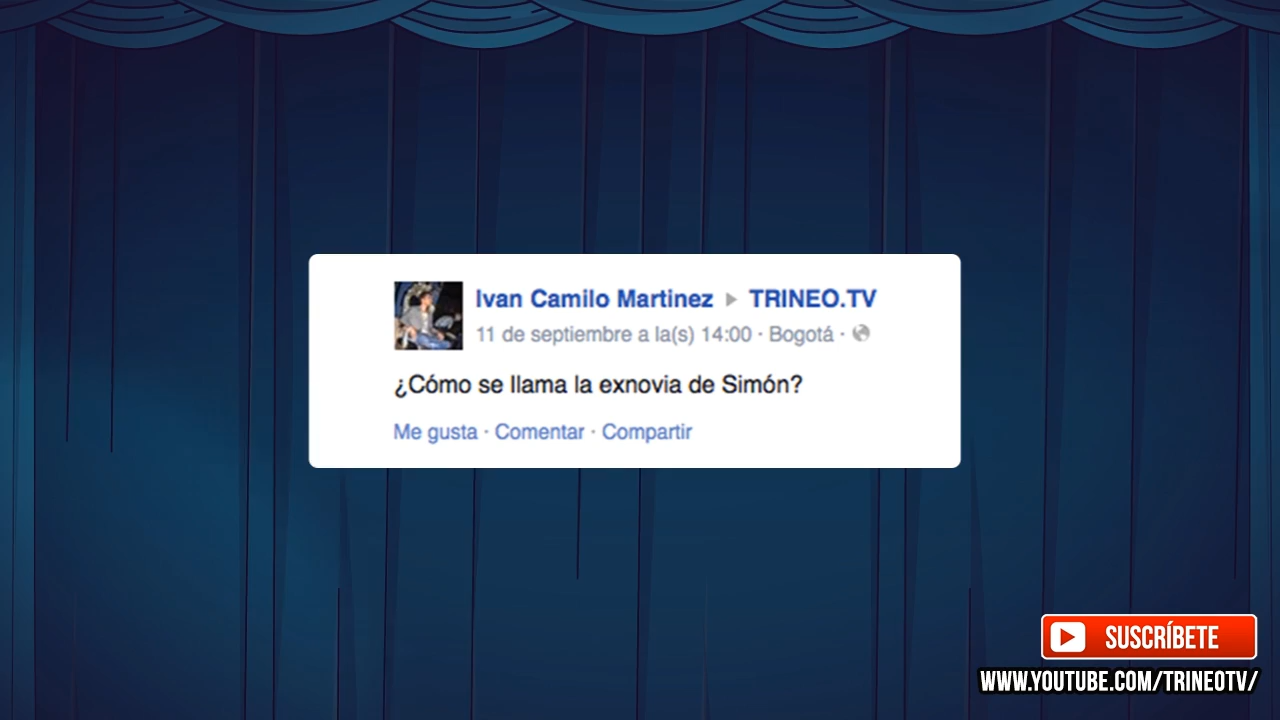 Ivan Camilo Martinez ▸ TRINEO.TV
11 de septiembre a la(s) 14:00 · Bogotá ·
¿Cómo se llama la exnovia de Simón?
Me gusta · Comentar · Compartir
SUSCRÍBETE
WWW.YOUTUBE.COM/TRINEOTV/